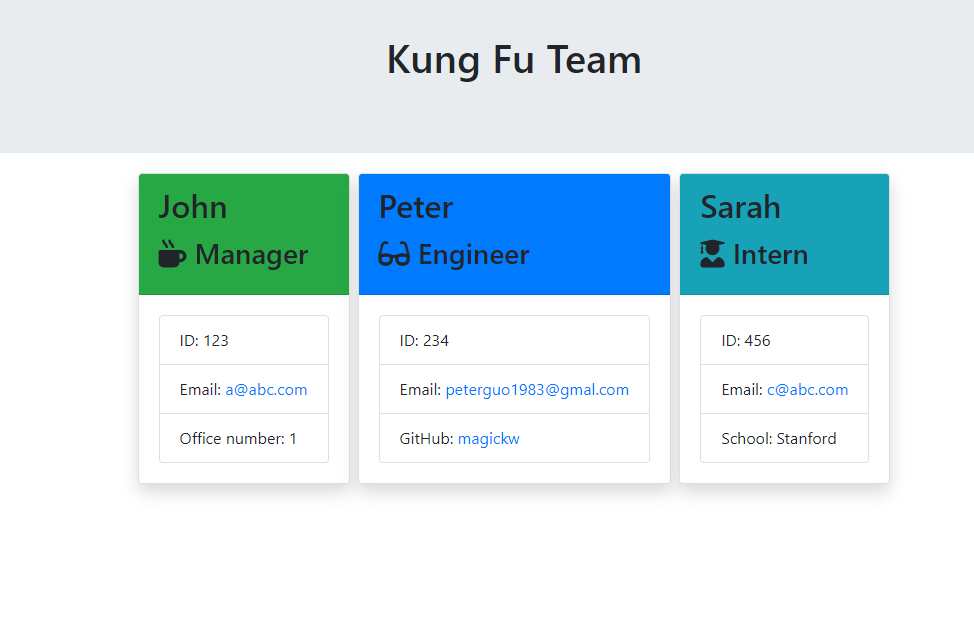 Kung Fu Team
John
Manager
ID: 123
Email: a@abc.com
Office number: 1
Peter
Engineer
ID: 234
Email: peterguo1983@gmal.com
GitHub: magickw
Sarah
Intern
ID: 456
Email: c@abc.com
School: Stanford